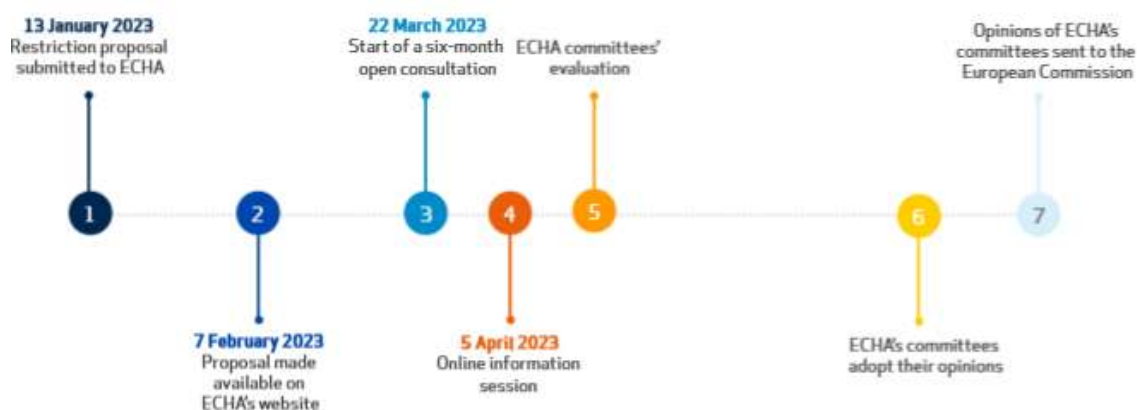 13 January 2023
Restriction proposal
submitted to ECHA
22 March 2023
Start of a six-month
open consultation
ECHA committees'
evaluation
Opinions of ECHA's
committees sent to the
European Commission
1
2
3
4
5
6
7
7 February 2023
Proposal made
available on
ECHA's website
5 April 2023
Online information
session
ECHA's committees
adopt their opinions